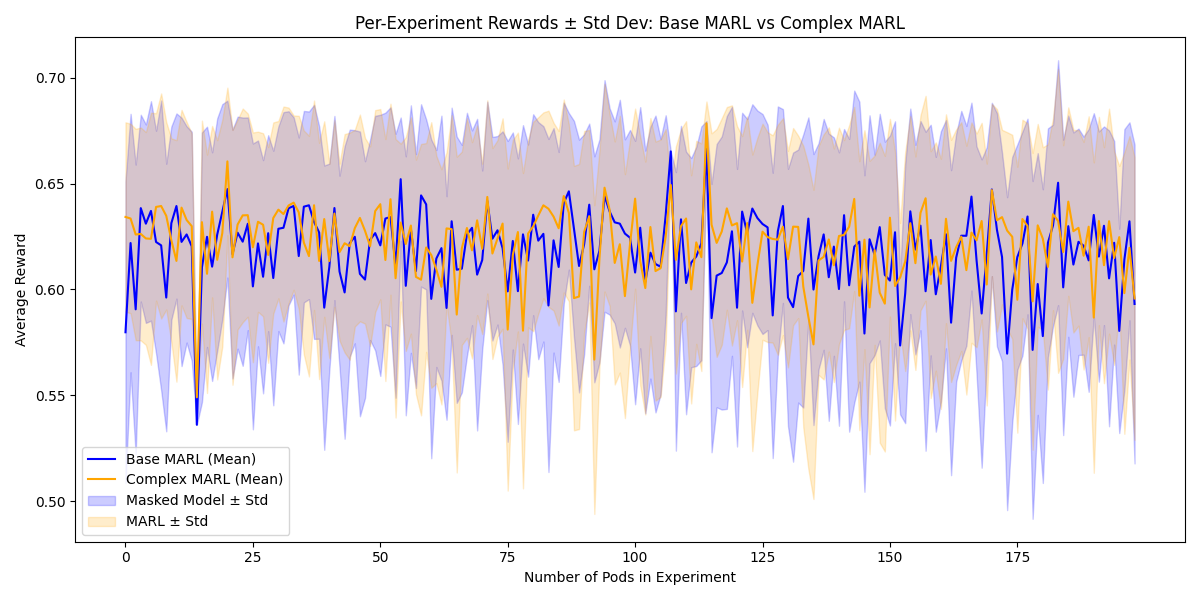 Per-Experiment Rewards ± Std Dev: Base MARL vs Complex MARL
Average Reward
0.70
0.65
0.60
0.55
0.50
Base MARL (Mean)
Complex MARL (Mean)
Masked Model ± Std
MARL ± Std
0 25 50 75 100 125 150 175
Number of Pods in Experiment